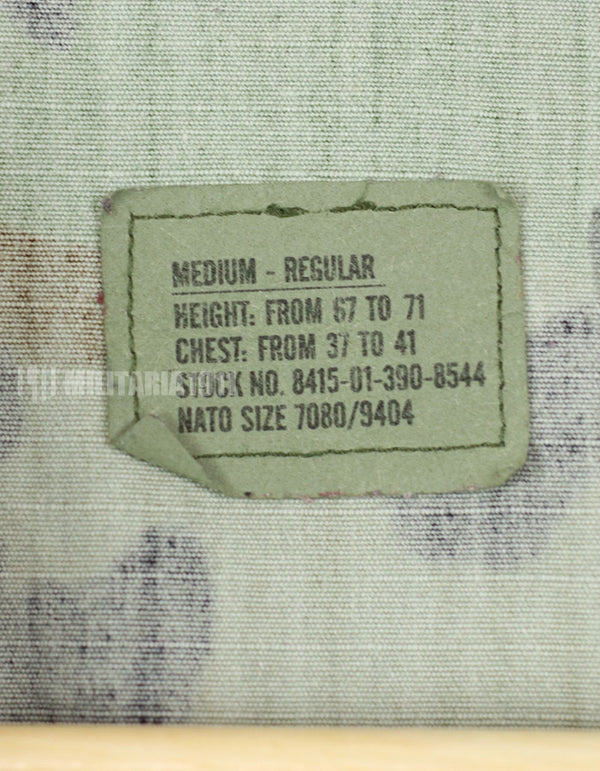 MEDIUM - REGULAR
HEIGHT: FROM 67 TO 71
CHEST: FROM 37 TO 41
STOCK NO. 8415-01-390-8544
NATO SIZE 7080/9404